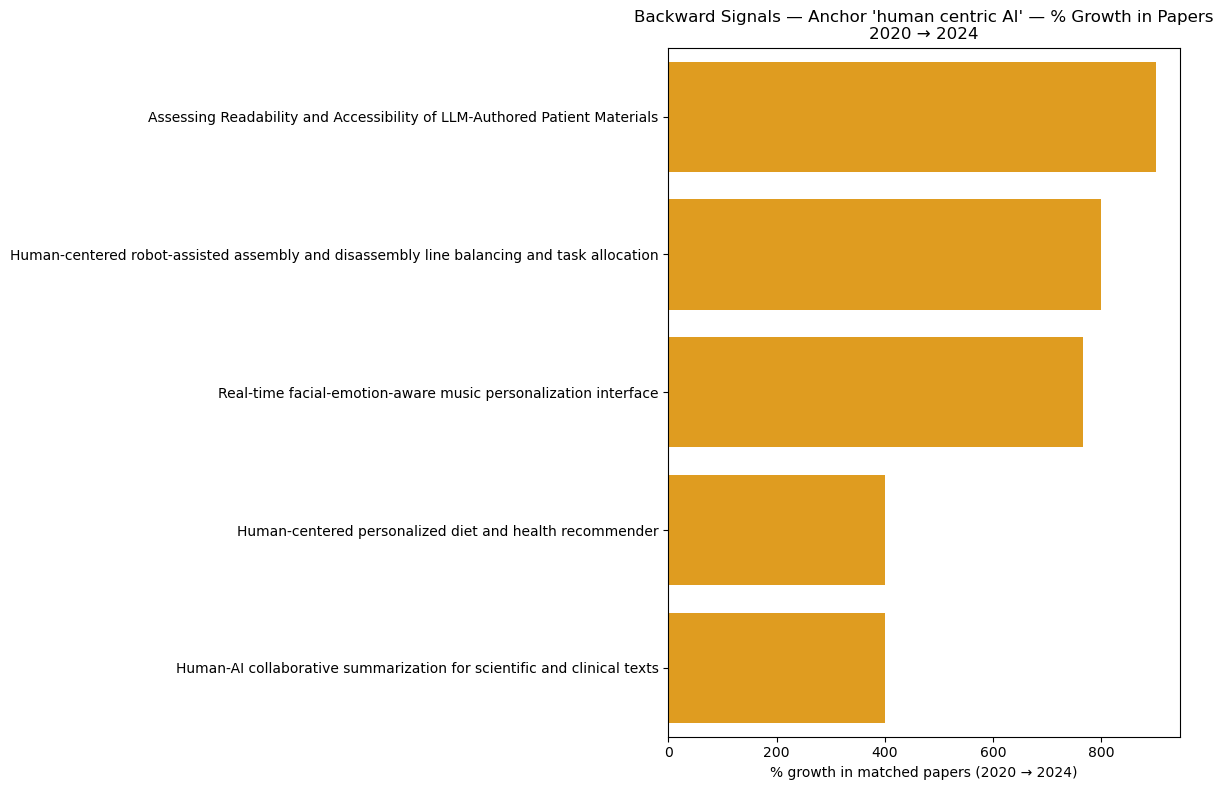 Backward Signals — Anchor 'human centric AI' — % Growth in Papers
2020 → 2024
Assessing Readability and Accessibility of LLM-Authored Patient Materials
Human-centered robot-assisted assembly and disassembly line balancing and task allocation
Real-time facial-emotion-aware music personalization interface
Human-centered personalized diet and health recommender
Human-AI collaborative summarization for scientific and clinical texts
0 200 400 600 800
% growth in matched papers (2020 → 2024)